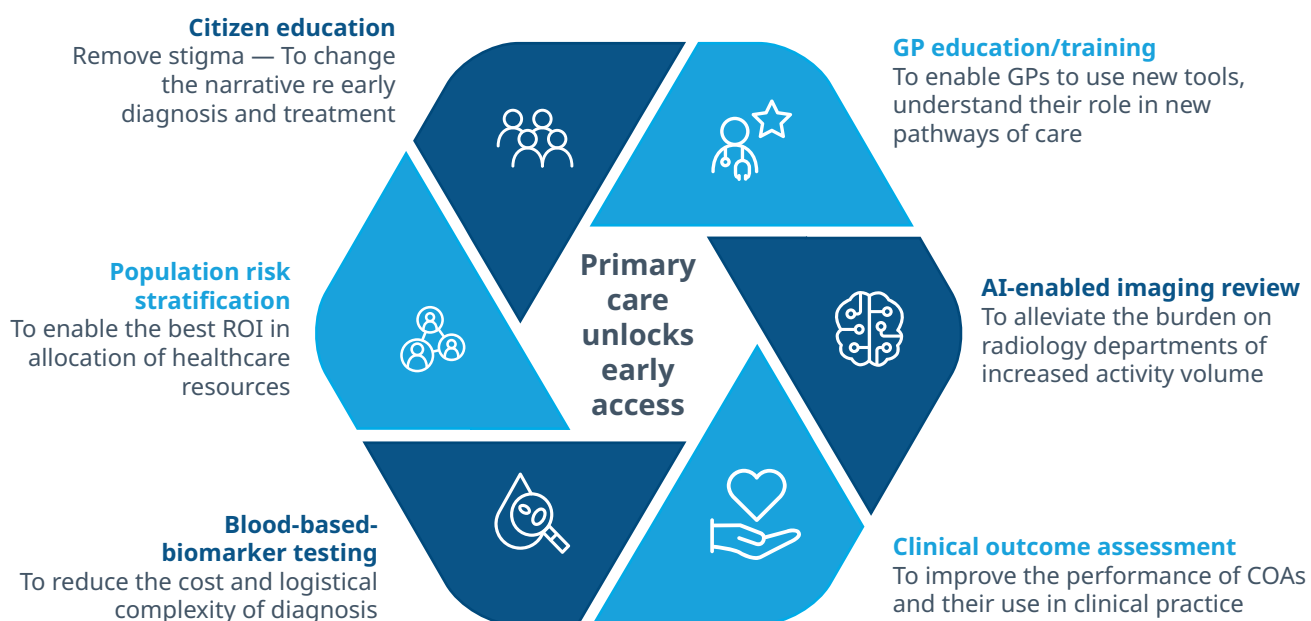 Citizen education
Remove stigma — To change
the narrative re early
diagnosis and treatment
GP education/training
To enable GPs to use new tools,
understand their role in new
pathways of care
Population risk
stratification
To enable the best ROI in
allocation of healthcare
resources
Primary
care
unlocks
early
access
AI-enabled imaging review
To alleviate the burden on
radiology departments of
increased activity volume
Blood-based-
biomarker testing
To reduce the cost and logistical
complexity of diagnosis
Clinical outcome assessment
To improve the performance of COAs
and their use in clinical practice